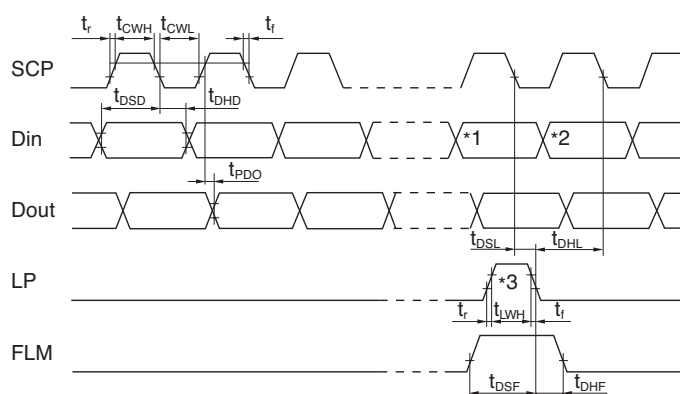 tr tCWH tCWL tf
SCP
tDSD tDHD
Din *1 *2
tPDO
Dout
tDSL tDHL
LP *3
tr tLWH tf
FLM
tDSF tDHF